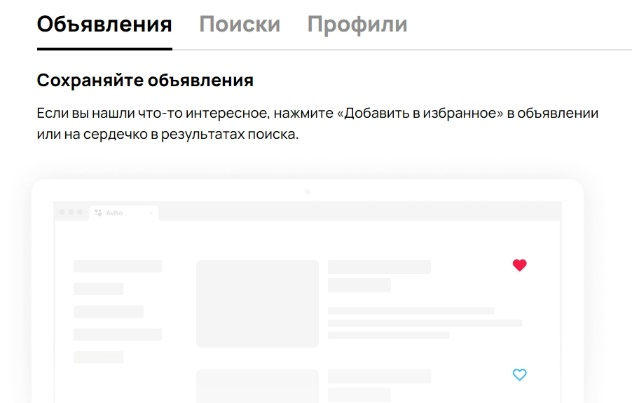 Объявления Поиски Профили
Сохраняйте объявления
Если вы нашли что-то интересное, нажмите «Добавить в избранное» в объявлении
или на сердечко в результатах поиска.
Avito